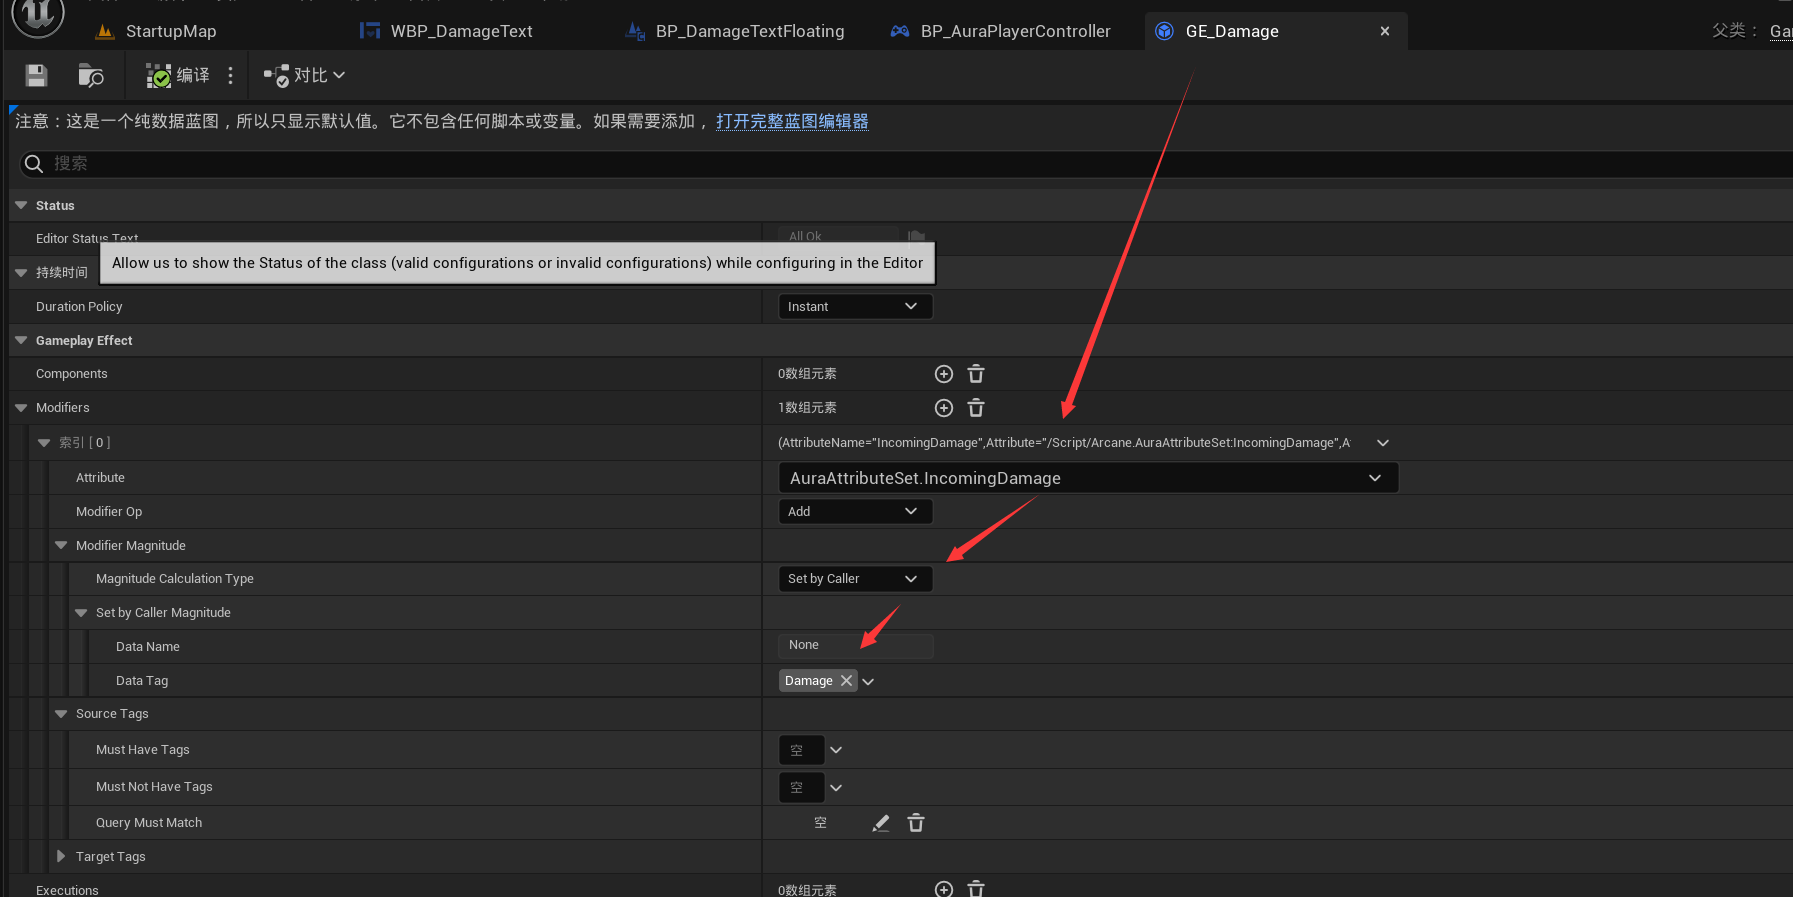 StartupMap WBP_DamageText BP_DamageTextFloating BP_AuraPlayerController GE_Damage 父类：
编译 对比
注意：这是一个纯数据蓝图，所以只显示默认值。它不包含任何脚本或变量。如果需要添加，打开完整蓝图编辑器
搜索
Status
Editor Status Text All Ok
Allow us to show the Status of the class (valid configurations or invalid configurations) while configuring in the Editor
持续时间
Duration Policy Instant
Gameplay Effect
Components 0数组元素
Modifiers 1数组元素
索引 [ 0 ] (AttributeName="IncomingDamage",Attribute="/Script/Arcane.AuraAttributeSet:IncomingDamage",A
Attribute AuraAttributeSet.IncomingDamage
Modifier Op Add
Modifier Magnitude
Magnitude Calculation Type Set by Caller
Set by Caller Magnitude
Data Name None
Data Tag Damage
Source Tags
Must Have Tags 空
Must Not Have Tags 空
Query Must Match 空
Target Tags
Executions 0数组元素